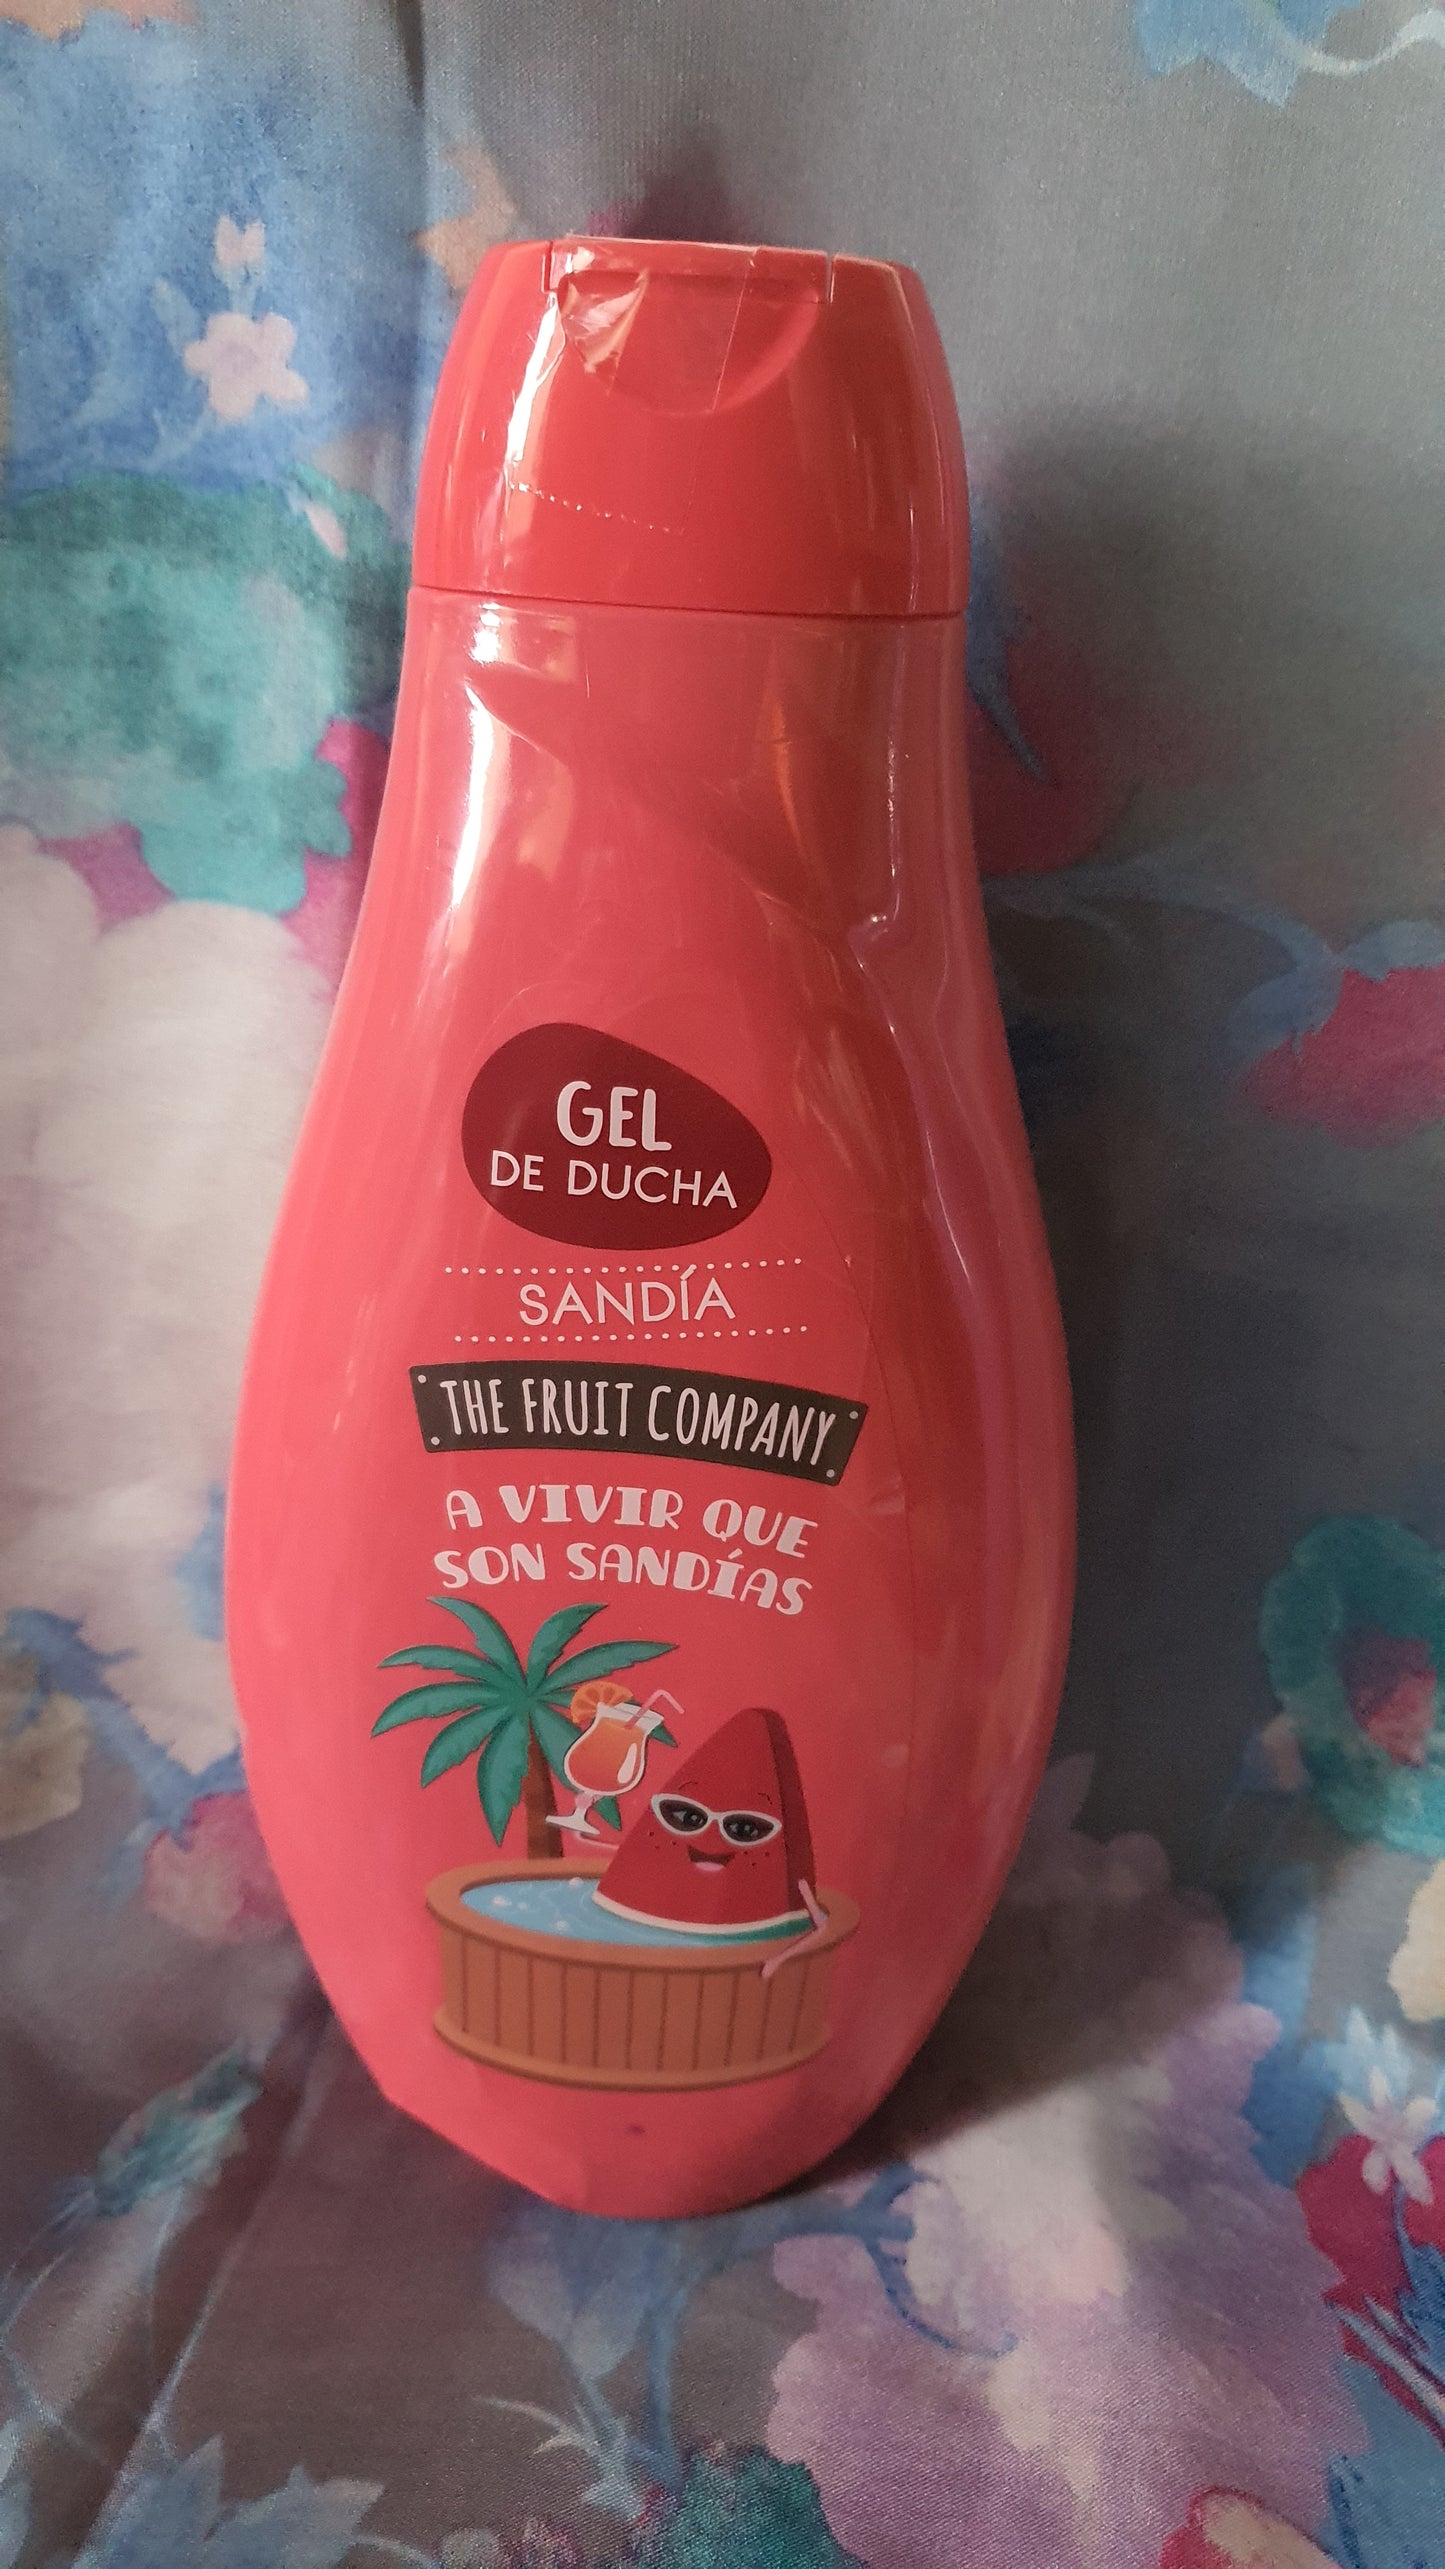 GEL
DE DUCHA
SANDÍA
THE FRUIT COMPANY
A VIVIR QUE
SON SANDÍAS